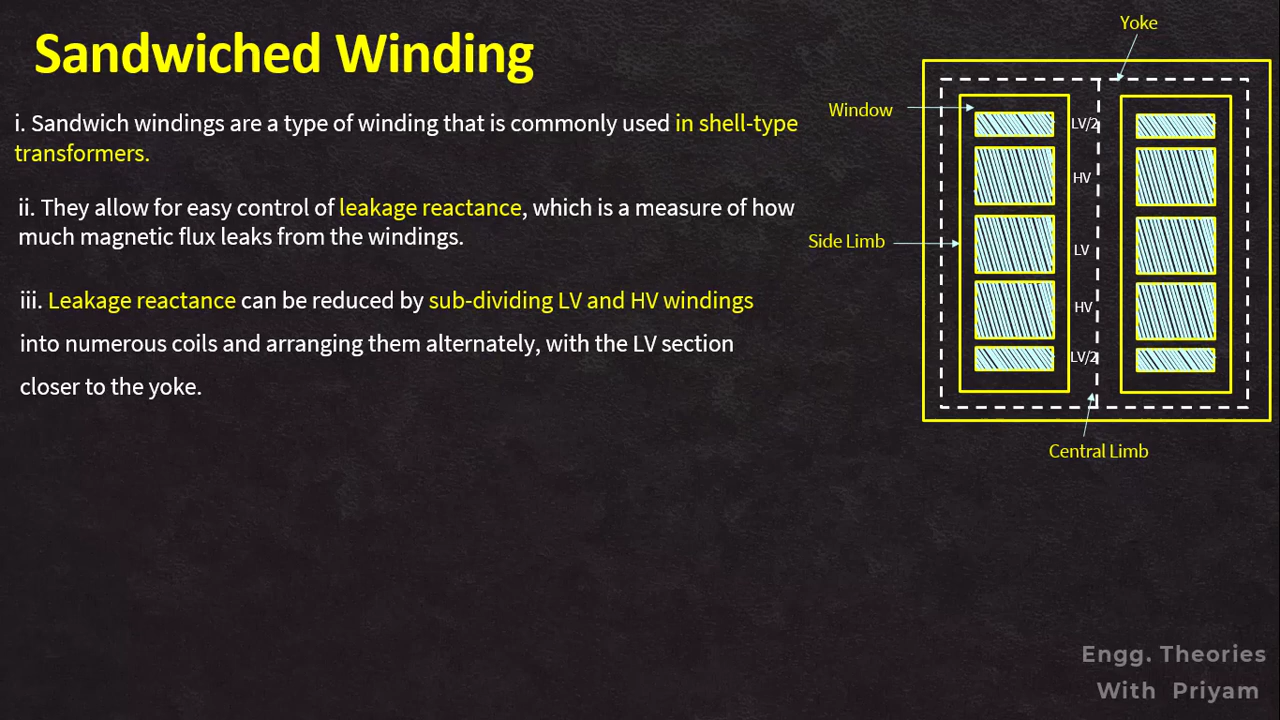 Sandwiched Winding
i. Sandwich windings are a type of winding that is commonly used in shell-type
transformers.
ii. They allow for easy control of leakage reactance, which is a measure of how
much magnetic flux leaks from the windings.
iii. Leakage reactance can be reduced by sub-dividing LV and HV windings
into numerous coils and arranging them alternately, with the LV section
closer to the yoke.
Yoke
Window
LV/2
HV
Side Limb
LV
HV
LV/2
Central Limb
Engg. Theories
With Priyam